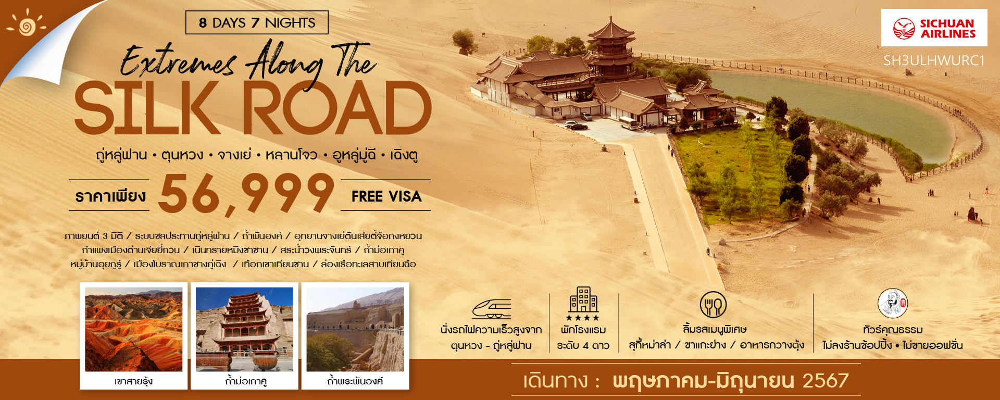 8 DAYS 7 NIGHTS
Extremes Along The
SILK ROAD
ถู่หลู่ฟาน • ตุนหวง • จางเย่ • หลานโจว • อูหลู่มู่ฉี • เฉิงตู
ราคาเพียง 56,999 FREE VISA
ภาพยนต์ 3 มิติ / ระบบชลประทานถู่หลู่ฟาน / ถ้ำพันองค์ / อุทยานจางเย่ตันเสียตี้จือกงหยวน
กำแพงเมืองด่านเจียยี่กวน / เนินทรายหมิงซาซาน / สระน้ำวงพระจันทร์ / ถ้ำม่อเกาคู
หมู่บ้านอุยกูรู์ / เมืองโบราณเกาชางกู่เฉิง / เทือกเขาเทียนซาน / ล่องเรือทะเลสาบเทียนฉือ
เขาสายรุ้ง
ถ้ำม่อเกาคู
ถ้ำพระพันองค์
SICHUAN
AIRLINES
SH3ULHWURC1
นั่งรถไฟความเร็วสูงจาก
ตุนหวง - ถู่หลู่ฟาน
พักโรงแรม
ระดับ 4 ดาว
ลิ้มรสเมนูพิเศษ
สุกี้หม่าล่า / ขาแกะย่าง / อาหารกวางตุ้ง
ทัวร์คุณธรรม
ไม่ลงร้านช้อปปิ้ง • ไม่ขายออฟชั่น
เดินทาง : พฤษภาคม-มิถุนายน 2567